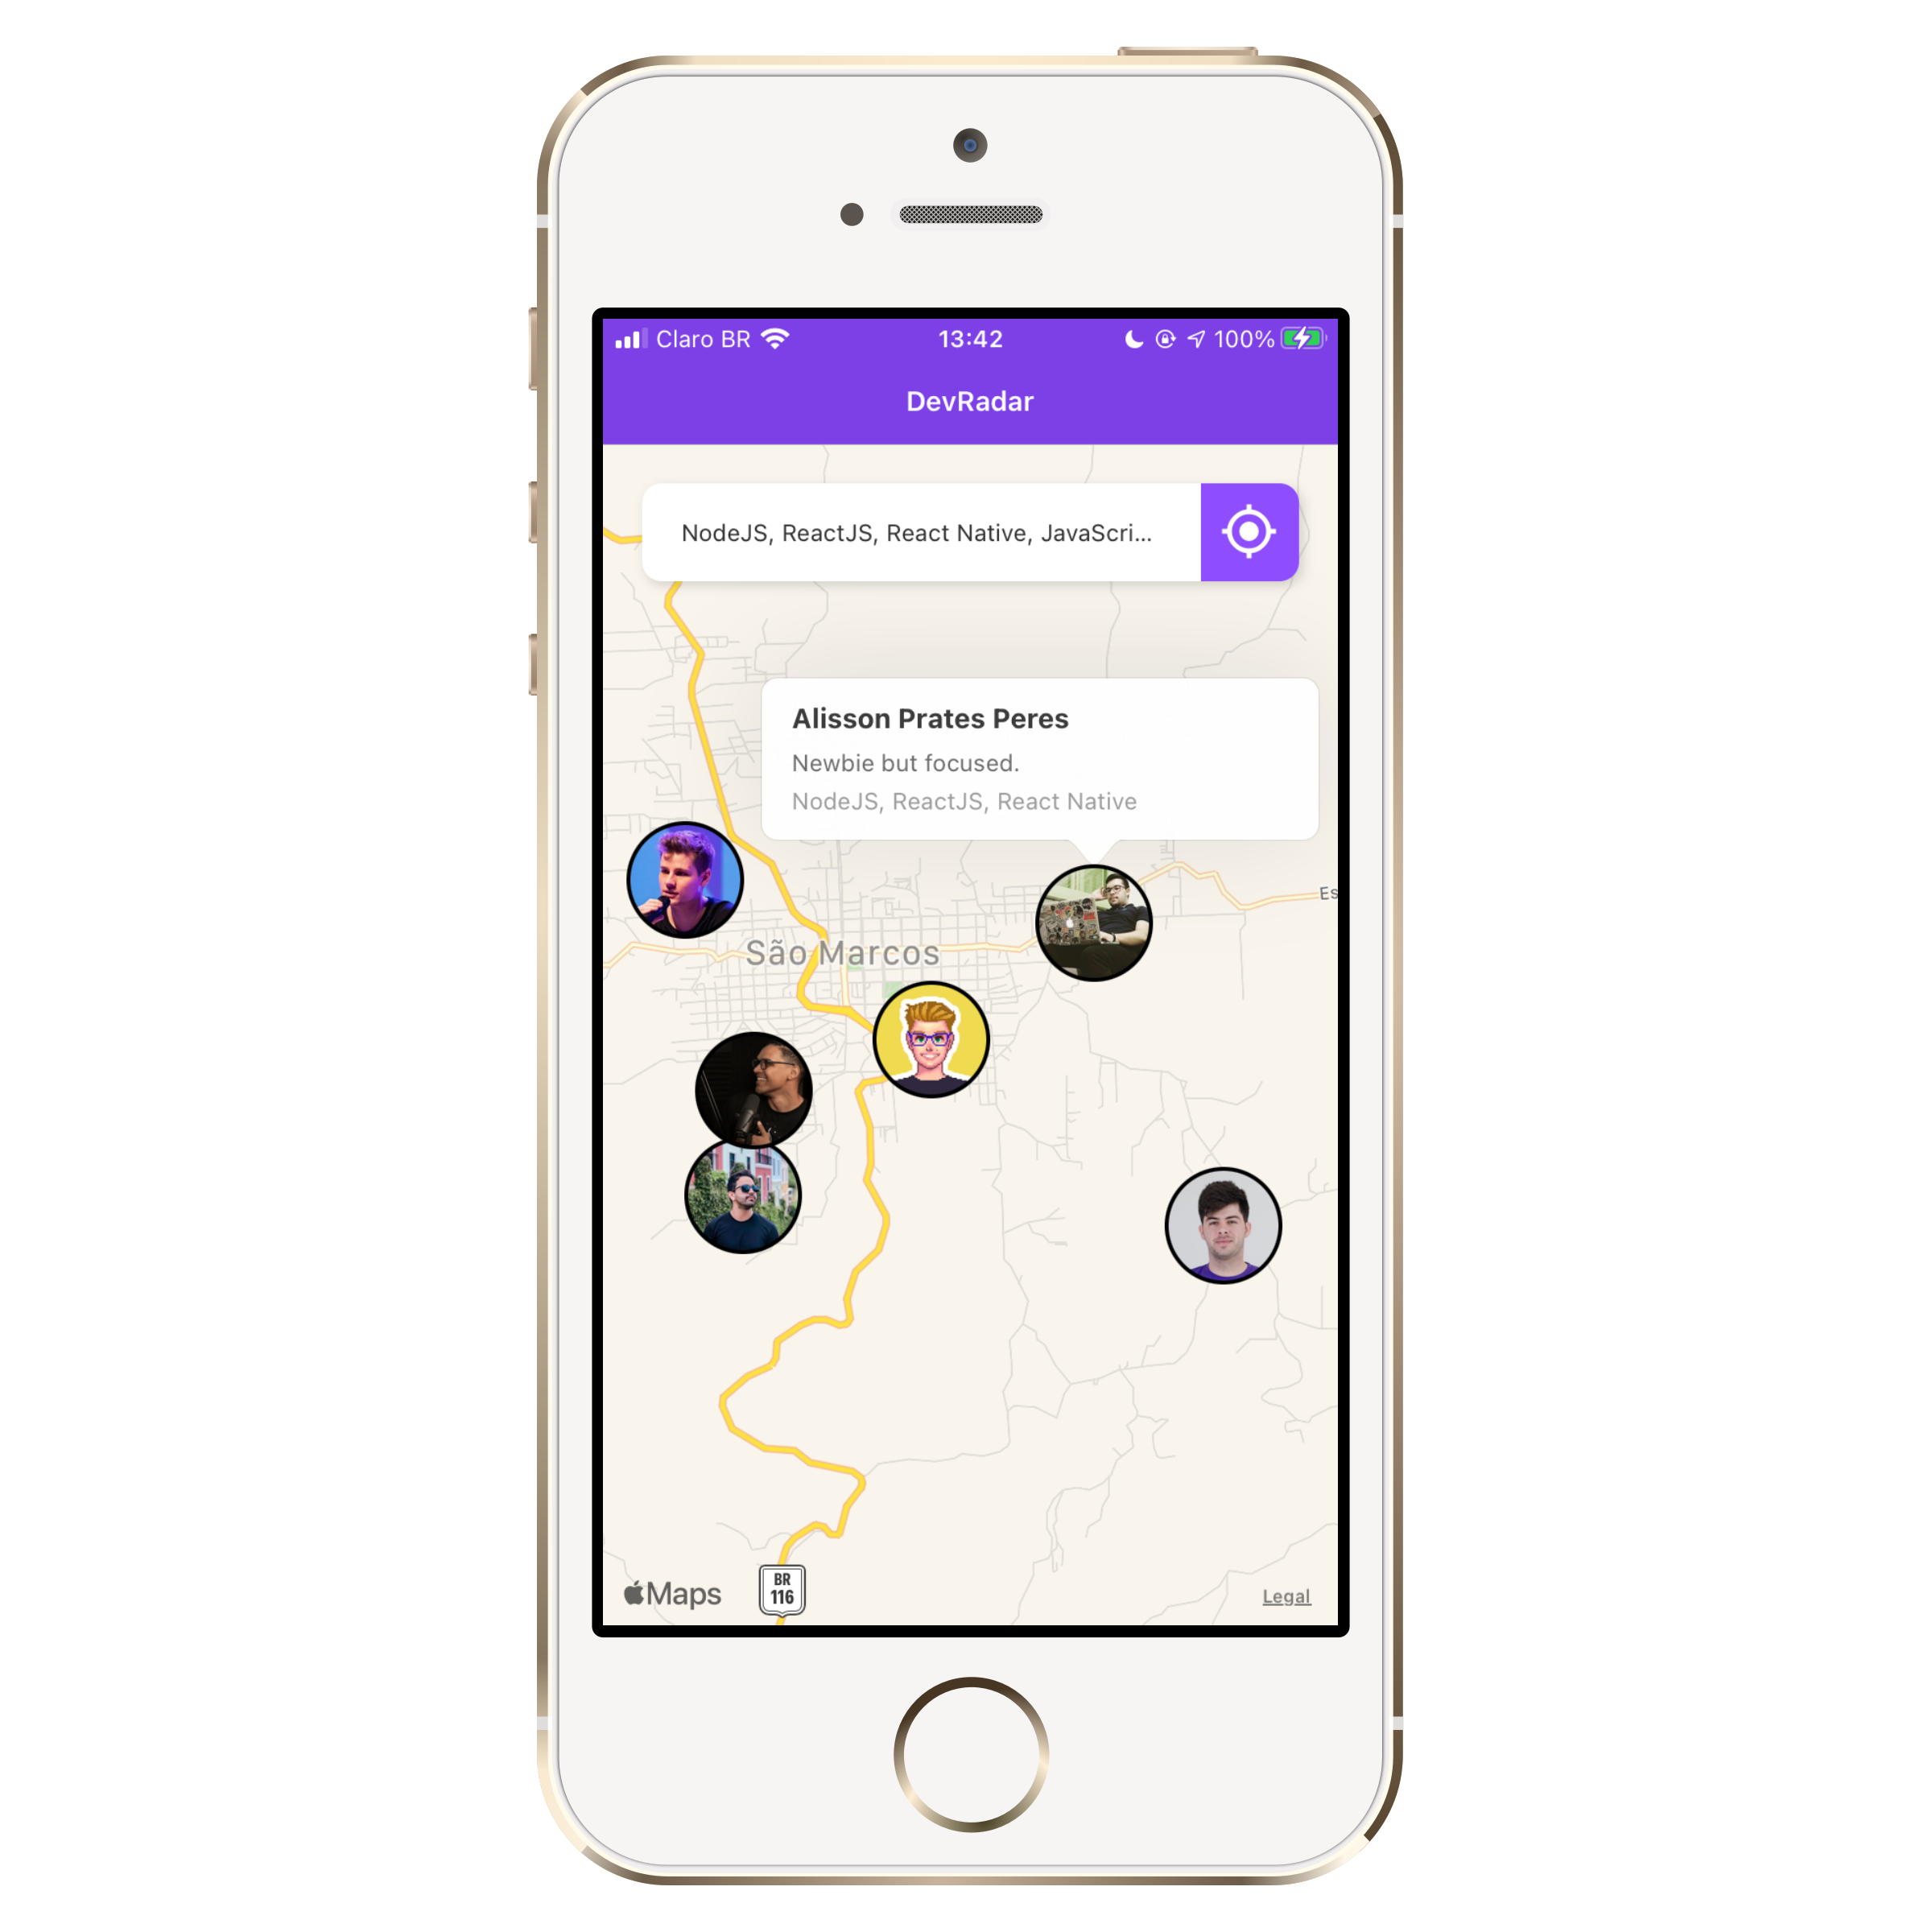 Claro BR 13:42 100%
DevRadar
NodeJS, ReactJS, React Native, JavaScri...
Alisson Prates Peres
Newbie but focused.
NodeJS, ReactJS, React Native
Es
São Marcos
BR
116
Maps
Legal